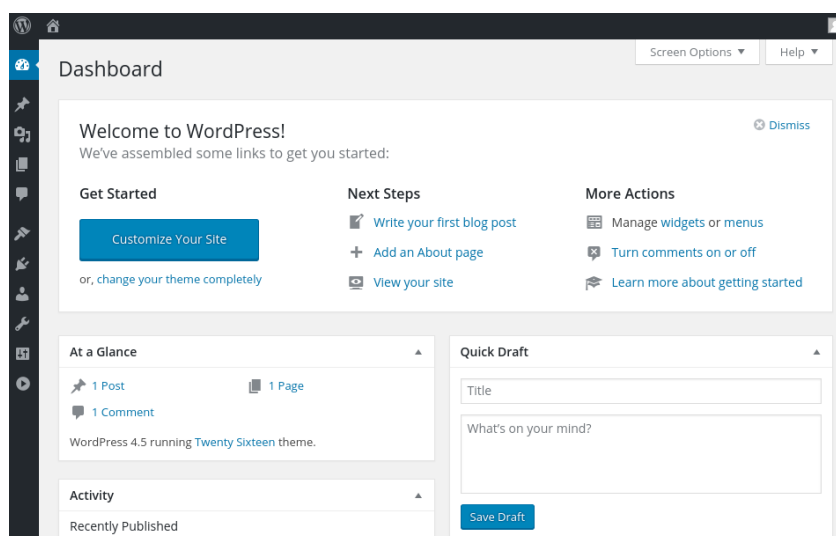 Screen Options ▼ Help ▼
Dashboard
Welcome to WordPress!
Dismiss
We've assembled some links to get you started:
Get Started
Customize Your Site
or, change your theme completely
Next Steps
Write your first blog post
Add an About page
View your site
More Actions
Manage widgets or menus
Turn comments on or off
Learn more about getting started
At a Glance
1 Post
1 Page
1 Comment
WordPress 4.5 running Twenty Sixteen theme.
Activity
Recently Published
Quick Draft
Title
What's on your mind?
Save Draft